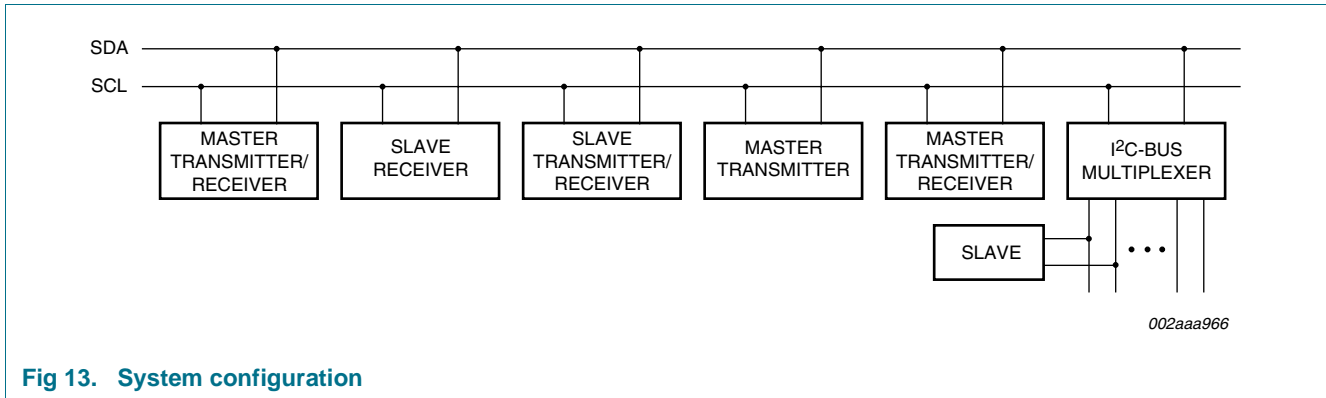 SDA
SCL
MASTER
TRANSMITTER/
RECEIVER
SLAVE
RECEIVER
SLAVE
TRANSMITTER/
RECEIVER
MASTER
TRANSMITTER
MASTER
TRANSMITTER/
RECEIVER
I²C-BUS
MULTIPLEXER
SLAVE
002aaa966
Fig 13. System configuration